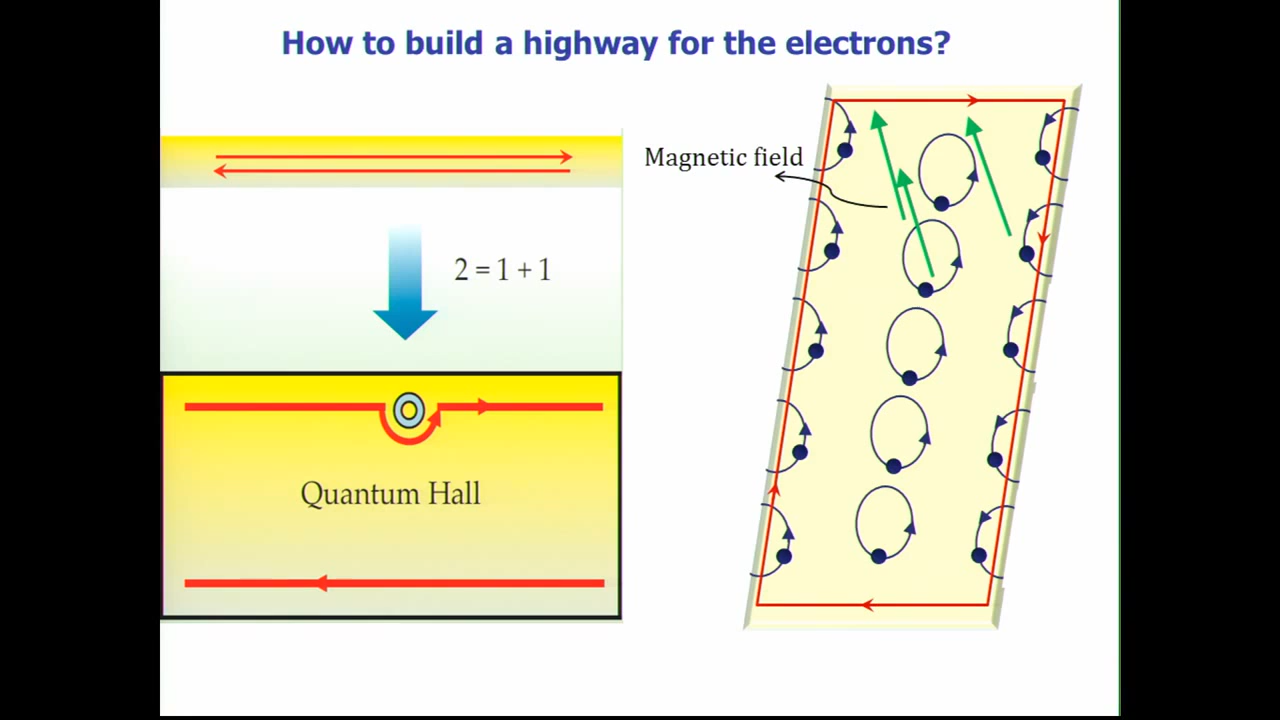 How to build a highway for the electrons?
Magnetic field
2 = 1 + 1
Quantum Hall